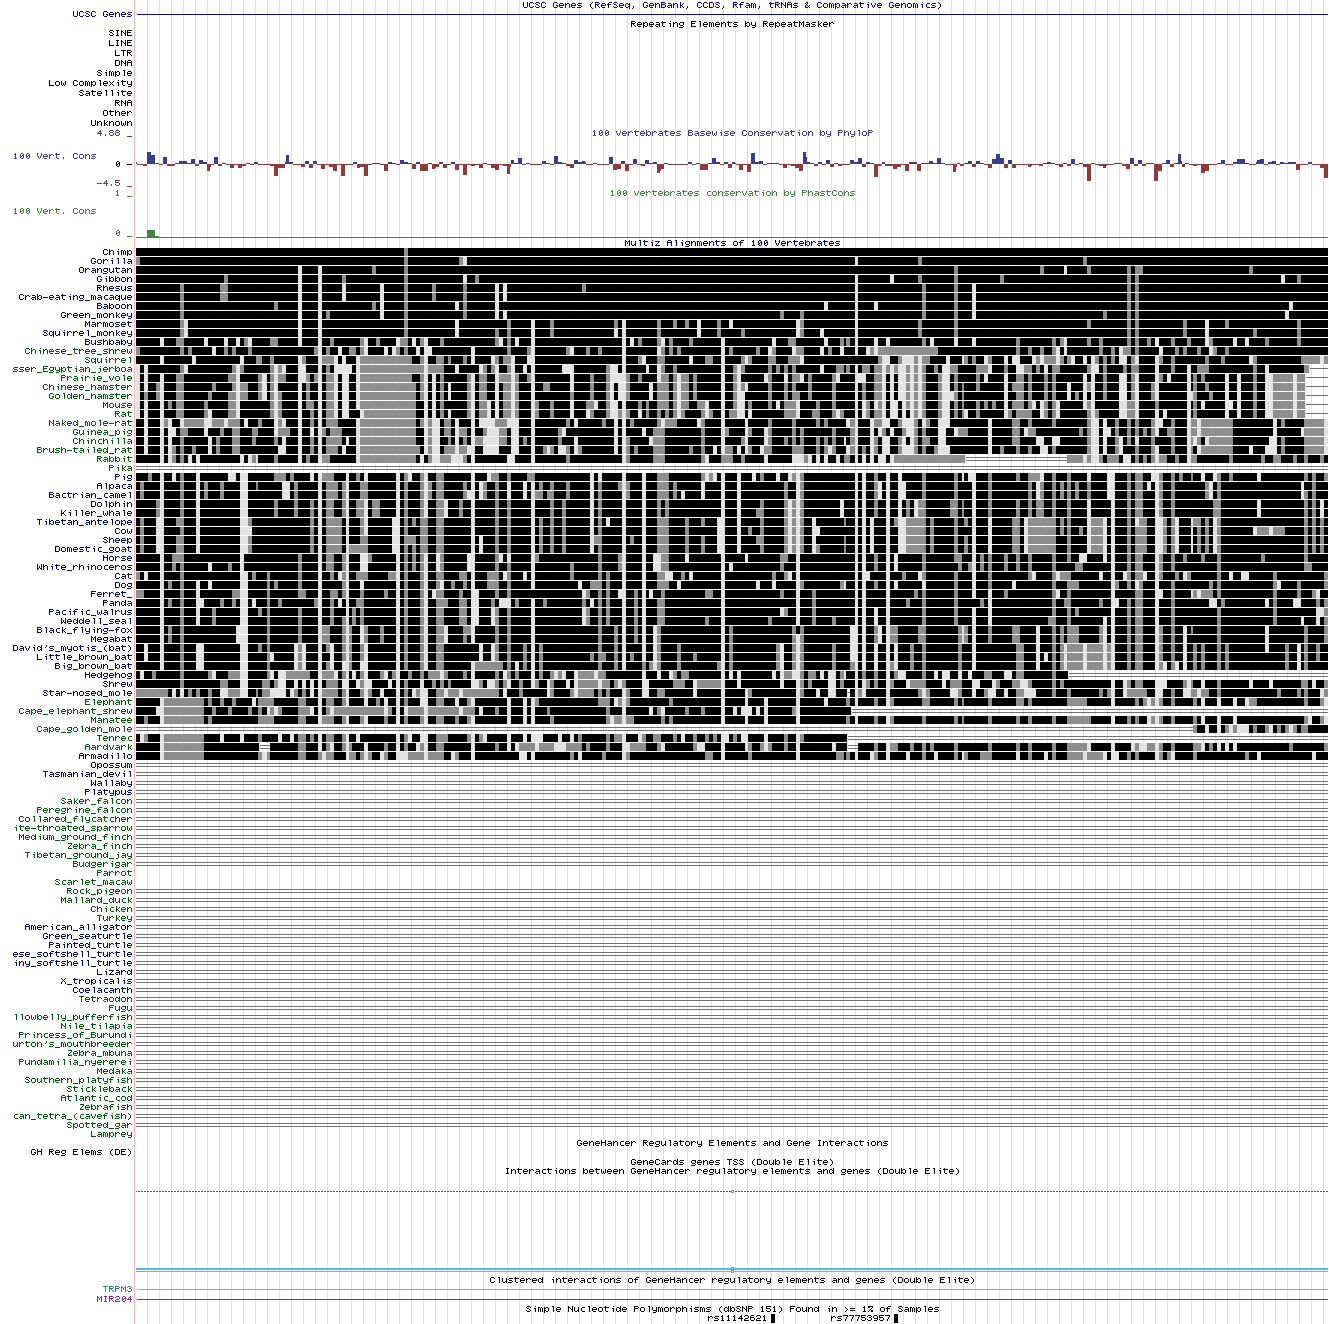 UCSC Genes (RefSeq, GenBank, CCDS, Rfam, tRNAs & Comparative Genomics)
UCSC Genes
Repeating Elements by RepeatMasker
SINE
LINE
LTR
DNA
Simple
Low Complexity
Satellite
RNA
Other
Unknown
4.88 _
100 vertebrates Basewise Conservation by PhyloP
100 Vert. Cons
0 _
-4.5 _
100 vertebrates conservation by PhastCons
1 _
100 Vert. Cons
0 _
Multiz Alignments of 100 Vertebrates
Chimp
Gorilla
Orangutan
Gibbon
Rhesus
Crab-eating_macaque
Baboon
Green_monkey
Marmoset
Squirrel_monkey
Bushbaby
Chinese_tree_shrew
Squirrel
sser_Egyptian_jerboa
Prairie_vole
Chinese_hamster
Golden_hamster
Mouse
Rat
Naked_mole-rat
Guinea_pig
Chinchilla
Brush-tailed_rat
Rabbit
Pika
Pig
Alpaca
Bactrian_camel
Dolphin
Killer_whale
Tibetan_antelope
Cow
Sheep
Domestic_goat
Horse
White_rhinoceros
Cat
Dog
Ferret_
Panda
Pacific_walrus
Weddell_seal
Black_flying-fox
Megabat
David's_myotis_(bat)
Little_brown_bat
Big_brown_bat
Hedgehog
Shrew
Star-nosed_mole
Elephant
Cape_elephant_shrew
Manatee
Cape_golden_mole
Tenrec
Aardvark
Armadillo
Opossum
Tasmanian_devil
Wallaby
Platypus
Saker_falcon
Peregrine_falcon
Collared_flycatcher
ite-throated_sparrow
Medium_ground_finch
Zebra_finch
Tibetan_ground_jay
Budgerigar
Parrot
Scarlet_macaw
Rock_pigeon
Mallard_duck
Chicken
Turkey
American_alligator
Green_seaturtle
Painted_turtle
ese_softshell_turtle
iny_softshell_turtle
Lizard
X_tropicalis
Coelacanth
Tetraodon
Fugu
llowbelly_pufferfish
Nile_tilapia
Princess_of_Burundi
urton's_mouthbreeder
Zebra_mbuna
Pundamilia_nyererei
Medaka
Southern_platyfish
Stickleback
Atlantic_cod
Zebrafish
can_tetra_(cavefish)
Spotted_gar
Lamprey
GeneHancer Regulatory Elements and Gene Interactions
GH Reg Elems (DE)
GeneCards genes TSS (Double Elite)
Interactions between GeneHancer regulatory elements and genes (Double Elite)
Clustered interactions of GeneHancer regulatory elements and genes (Double Elite)
TRPM3
MIR204
Simple Nucleotide Polymorphisms (dbSNP 151) Found in >= 1% of Samples
rs11142621 rs77753957